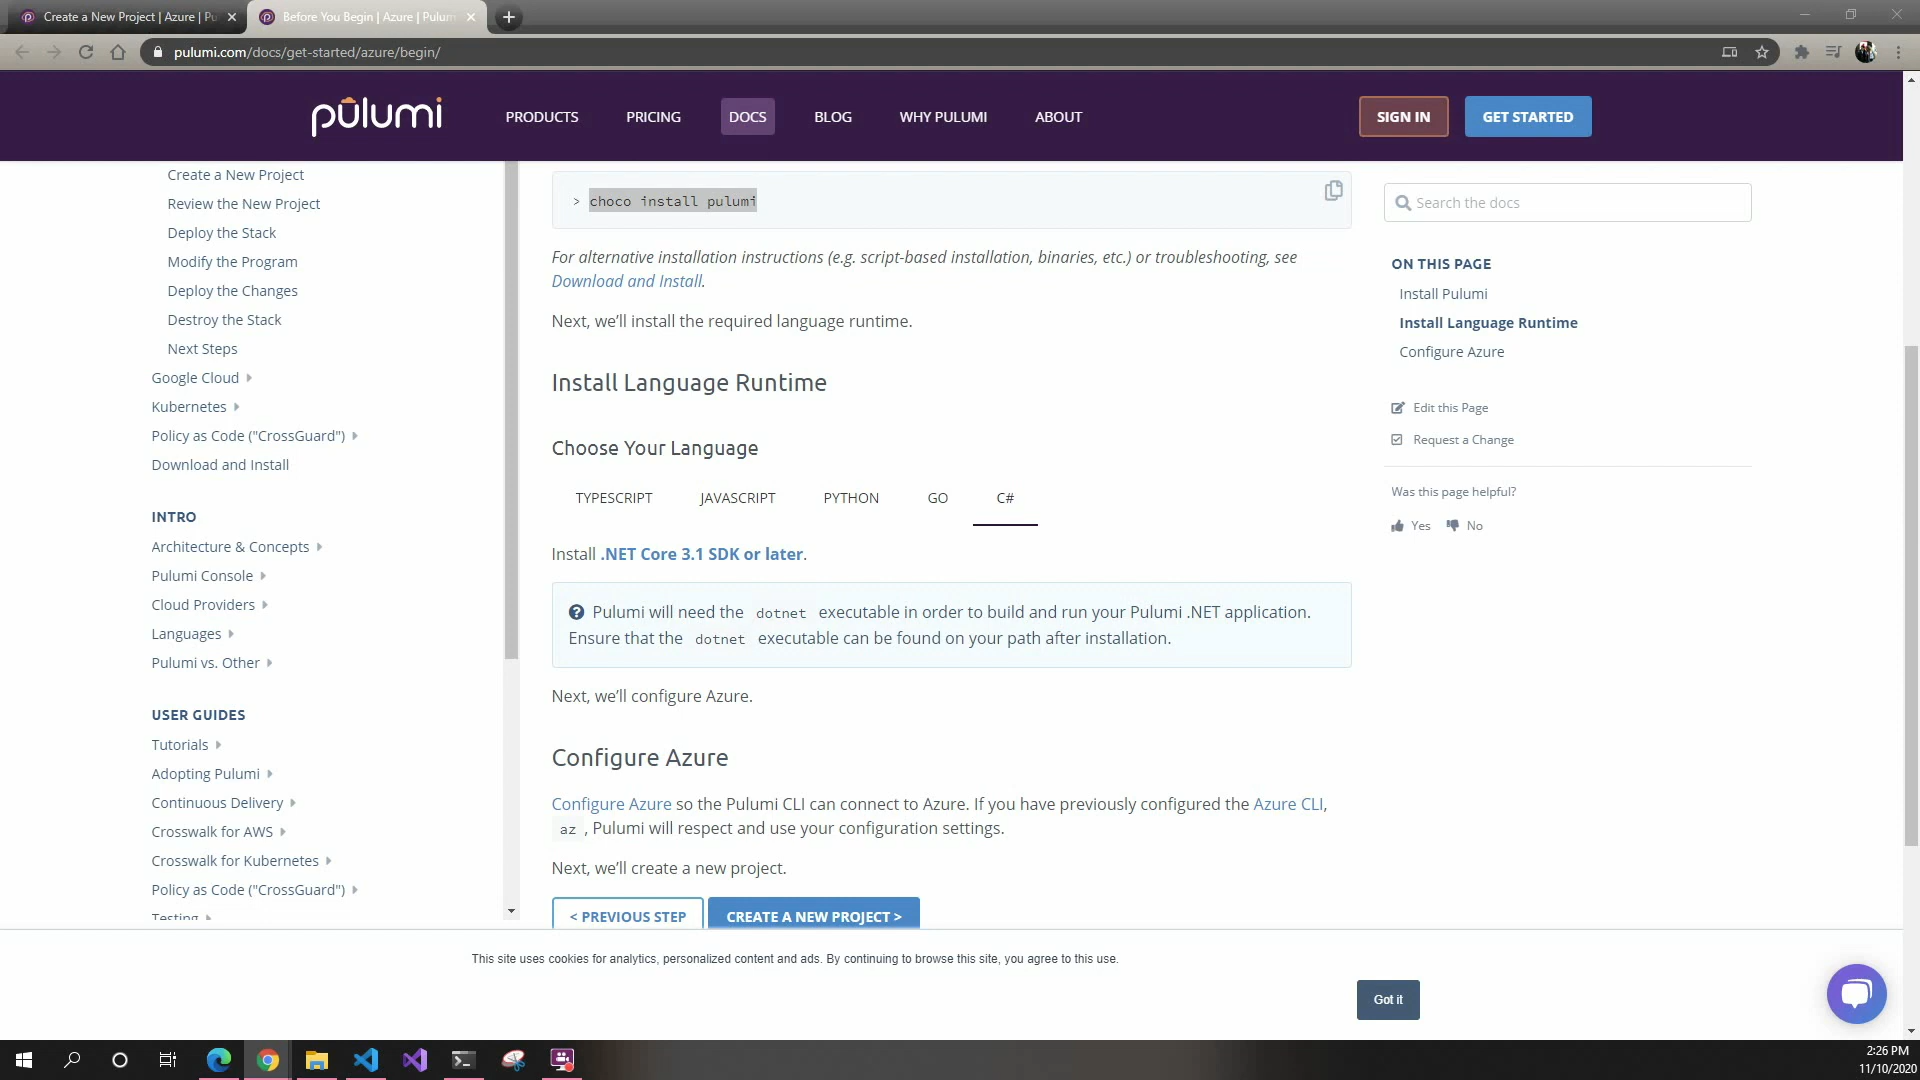 Create a New Project | Azure | Pu
Before You Begin | Azure | Pulum
pulumi.com/docs/get-started/azure/begin/
pulumi
PRODUCTS
PRICING
DOCS
BLOG
WHY PULUMI
ABOUT
SIGN IN
GET STARTED
Create a New Project
Review the New Project
Deploy the Stack
Modify the Program
Deploy the Changes
Destroy the Stack
Next Steps
Google Cloud
Kubernetes
Policy as Code ("CrossGuard")
Download and Install
INTRO
Architecture & Concepts
Pulumi Console
Cloud Providers
Languages
Pulumi vs. Other
USER GUIDES
Tutorials
Adopting Pulumi
Continuous Delivery
Crosswalk for AWS
Crosswalk for Kubernetes
Policy as Code ("CrossGuard")
Testing
> choco install pulumi
For alternative installation instructions (e.g. script-based installation, binaries, etc.) or troubleshooting, see
Download and Install.
Next, we’ll install the required language runtime.
Install Language Runtime
Choose Your Language
TYPESCRIPT
JAVASCRIPT
PYTHON
GO
C#
Install .NET Core 3.1 SDK or later.
Pulumi will need the dotnet executable in order to build and run your Pulumi .NET application.
Ensure that the dotnet executable can be found on your path after installation.
Next, we’ll configure Azure.
Configure Azure
Configure Azure so the Pulumi CLI can connect to Azure. If you have previously configured the Azure CLI,
az , Pulumi will respect and use your configuration settings.
Next, we’ll create a new project.
< PREVIOUS STEP
CREATE A NEW PROJECT >
Search the docs
ON THIS PAGE
Install Pulumi
Install Language Runtime
Configure Azure
Edit this Page
Request a Change
Was this page helpful?
Yes
No
This site uses cookies for analytics, personalized content and ads. By continuing to browse this site, you agree to this use.
Got it
2:26 PM
11/10/2020